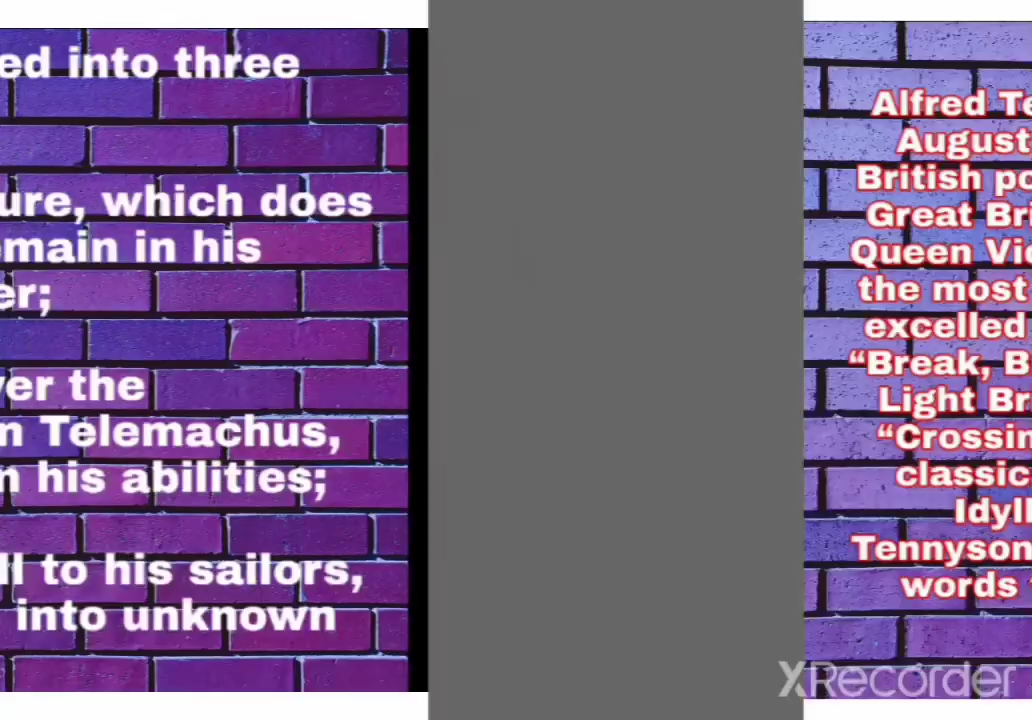 ed into three
ure, which does
emain in his
er;
ver the
n Telemachus,
n his abilities;
ll to his sailors,
into unknown
Alfred Te
August
British po
Great Bri
Queen Vic
the most
excelled
“Break, B
Light Br
“Crossin
classic
Idyll
Tennyson
words
XRecorder